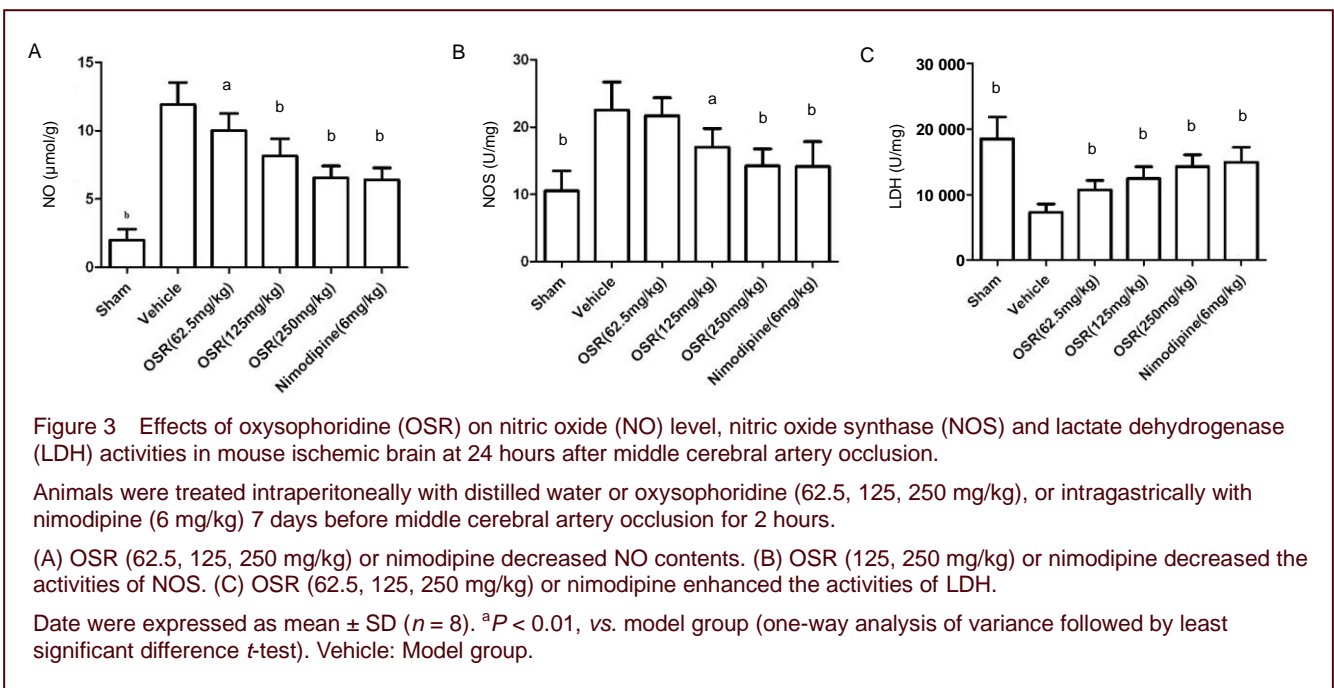 A
NO (µmol/g)
15
10
5
0
b
a
b
b
b
Sham
Vehicle
OSR(62.5mg/kg)
OSR(125mg/kg)
OSR(250mg/kg)
Nimodipine(6mg/kg)
B
NOS (U/mg)
30
20
10
0
b
a
b
b
Sham
Vehicle
OSR(62.5mg/kg)
OSR(125mg/kg)
OSR(250mg/kg)
Nimodipine(6mg/kg)
C
LDH (U/mg)
30 000
20 000
10 000
0
b
b
b
b
b
Sham
Vehicle
OSR(62.5mg/kg)
OSR(125mg/kg)
OSR(250mg/kg)
Nimodipine(6mg/kg)
Figure 3 Effects of oxysophoridine (OSR) on nitric oxide (NO) level, nitric oxide synthase (NOS) and lactate dehydrogenase
(LDH) activities in mouse ischemic brain at 24 hours after middle cerebral artery occlusion.
Animals were treated intraperitoneally with distilled water or oxysophoridine (62.5, 125, 250 mg/kg), or intragastrically with
nimodipine (6 mg/kg) 7 days before middle cerebral artery occlusion for 2 hours.
(A) OSR (62.5, 125, 250 mg/kg) or nimodipine decreased NO contents. (B) OSR (125, 250 mg/kg) or nimodipine decreased the
activities of NOS. (C) OSR (62.5, 125, 250 mg/kg) or nimodipine enhanced the activities of LDH.
Date were expressed as mean ± SD (n = 8). ᵃP < 0.01, vs. model group (one-way analysis of variance followed by least
significant difference t-test). Vehicle: Model group.